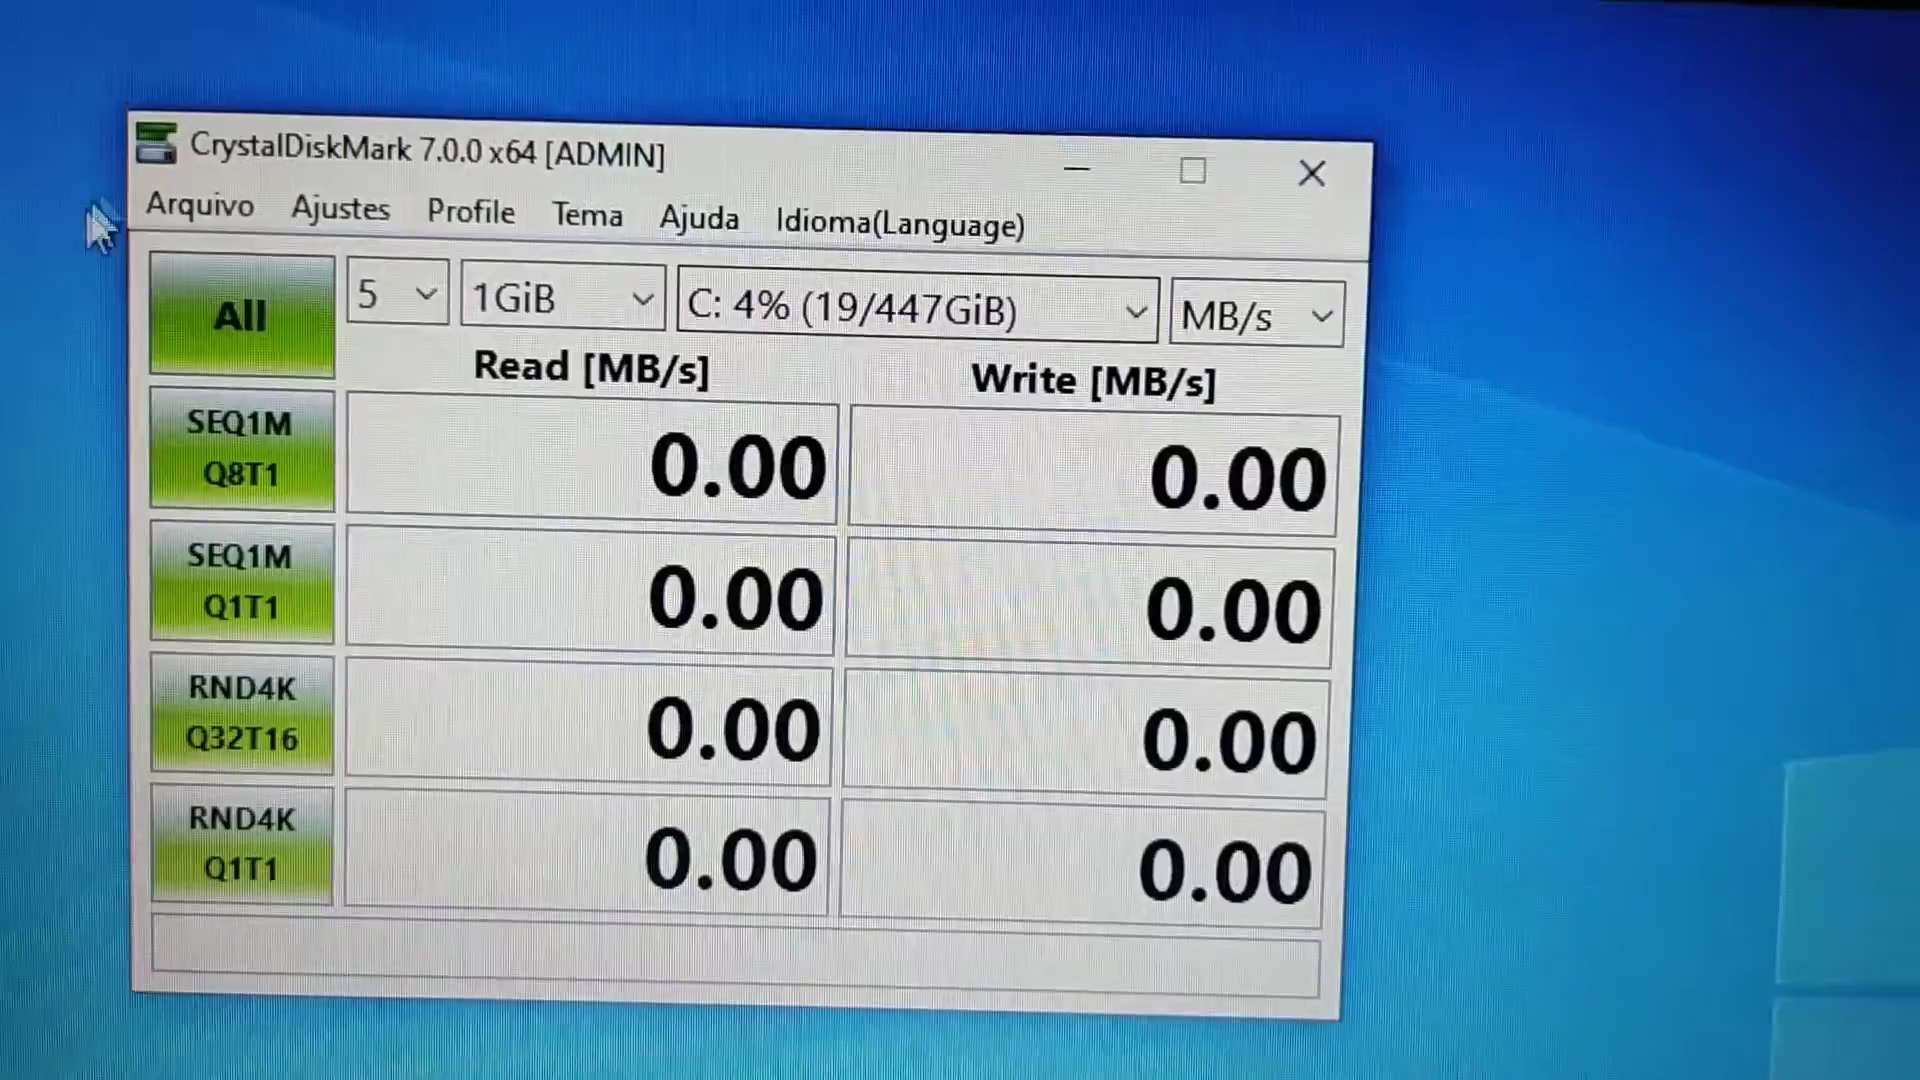 CrystalDiskMark 7.0.0 x64 [ADMIN]
Arquivo Ajustes Profile Tema Ajuda Idioma(Language)
All 5 1GiB C: 4% (19/447GiB) MB/s
Read [MB/s] Write [MB/s]
SEQ1M
Q8T1 0.00 0.00
SEQ1M
Q1T1 0.00 0.00
RND4K
Q32T16 0.00 0.00
RND4K
Q1T1 0.00 0.00